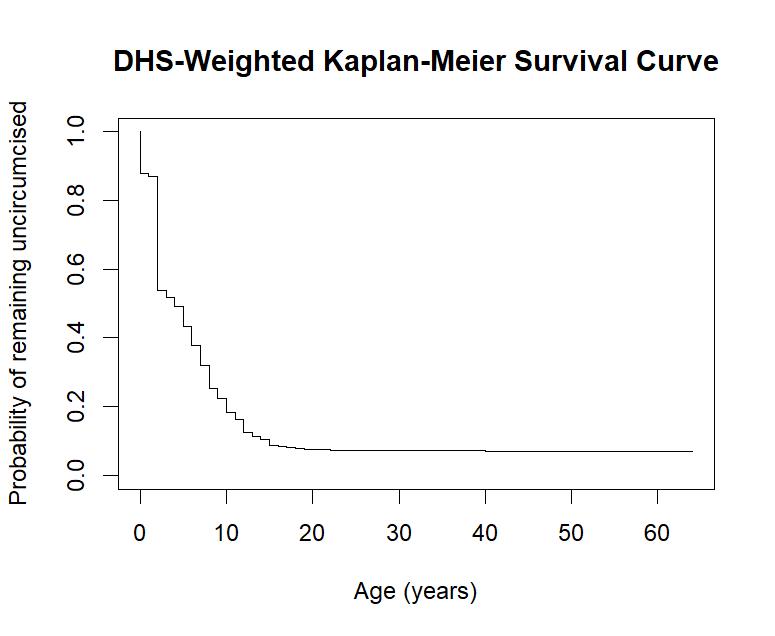 DHS-Weighted Kaplan-Meier Survival Curve
Probability of remaining uncircumcised
1.0
0.8
0.6
0.4
0.2
0.0
0 10 20 30 40 50 60
Age (years)